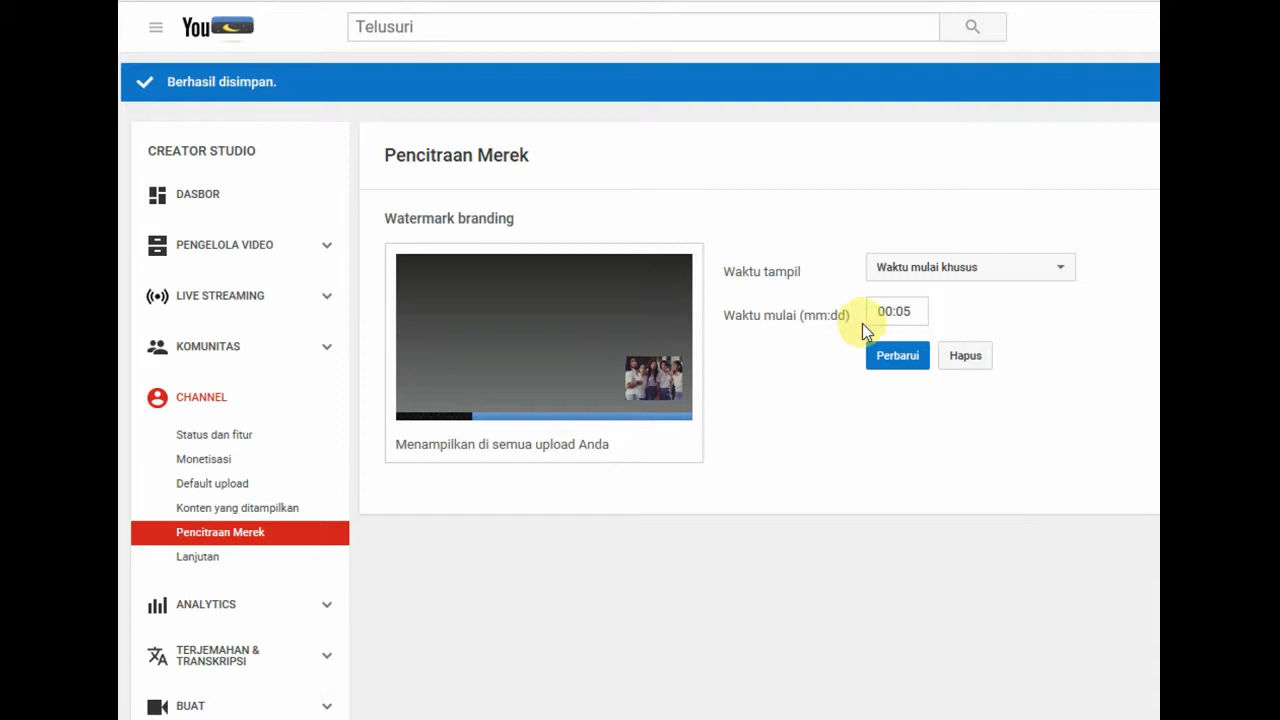 You
Telusuri
Berhasil disimpan.
CREATOR STUDIO
DASBOR
PENGELOLA VIDEO
LIVE STREAMING
KOMUNITAS
CHANNEL
Status dan fitur
Monetisasi
Default upload
Konten yang ditampilkan
Pencitraan Merek
Lanjutan
ANALYTICS
TERJEMAHAN &
TRANSKRIPSI
BUAT
Pencitraan Merek
Watermark branding
Menampilkan di semua upload Anda
Waktu tampil
Waktu mulai khusus
Waktu mulai (mm:dd)
00:05
Perbarui
Hapus